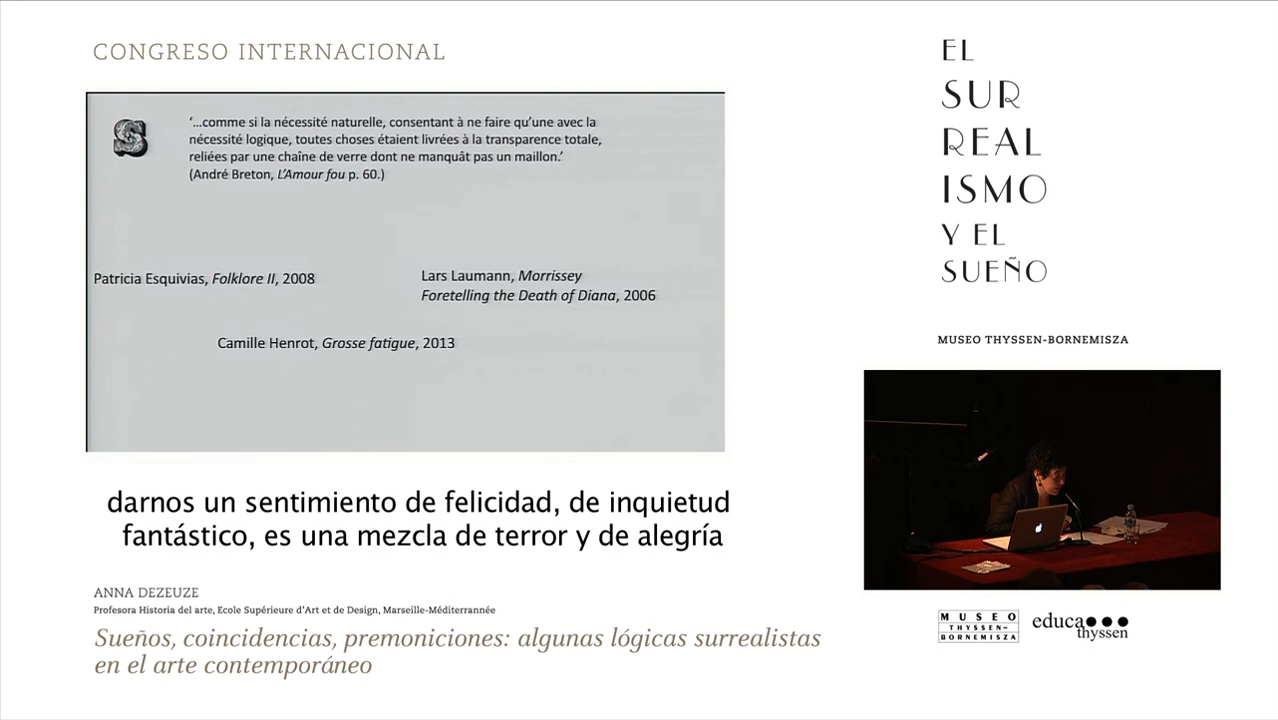 CONGRESO INTERNACIONAL
S
‘...comme si la nécessité naturelle, consentant à ne faire qu’une avec la
nécessité logique, toutes choses étaient livrées à la transparence totale,
reliées par une chaîne de verre dont ne manquât pas un maillon.’
(André Breton, L’Amour fou p. 60.)
Patricia Esquivias, Folklore II, 2008
Lars Laumann, Morrissey
Foretelling the Death of Diana, 2006
Camille Henrot, Grosse fatigue, 2013
darnos un sentimiento de felicidad, de inquietud
fantástico, es una mezcla de terror y de alegría
ANNA DEZEUZE
Profesora Historia del arte, Ecole Supérieure d’Art et de Design, Marseille-Méditerrannée
Sueños, coincidencias, premoniciones: algunas lógicas surrealistas
en el arte contemporáneo
EL
SUR
REAL
ISMO
Y EL
SUEÑO
MUSEO THYSSEN-BORNEMISZA
MUSEO
THYSSEN-
BORNEMISZA
educa
thyssen